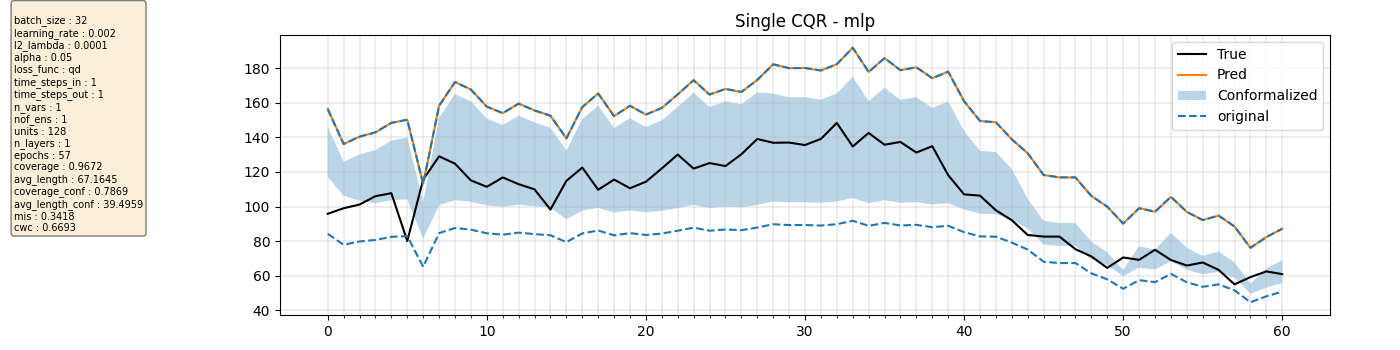 batch_size : 32
learning_rate : 0.002
l2_lambda : 0.0001
alpha : 0.05
loss_func : qd
time_steps_in : 1
time_steps_out : 1
n_vars : 1
nof_ens : 1
units : 128
n_layers : 1
epochs : 57
coverage : 0.9672
avg_length : 67.1645
coverage_conf : 0.7869
avg_length_conf : 39.4959
mis : 0.3418
cwc : 0.6693
Single CQR - mlp
True
Pred
Conformalized
original
180
160
140
120
100
80
60
40
0 10 20 30 40 50 60